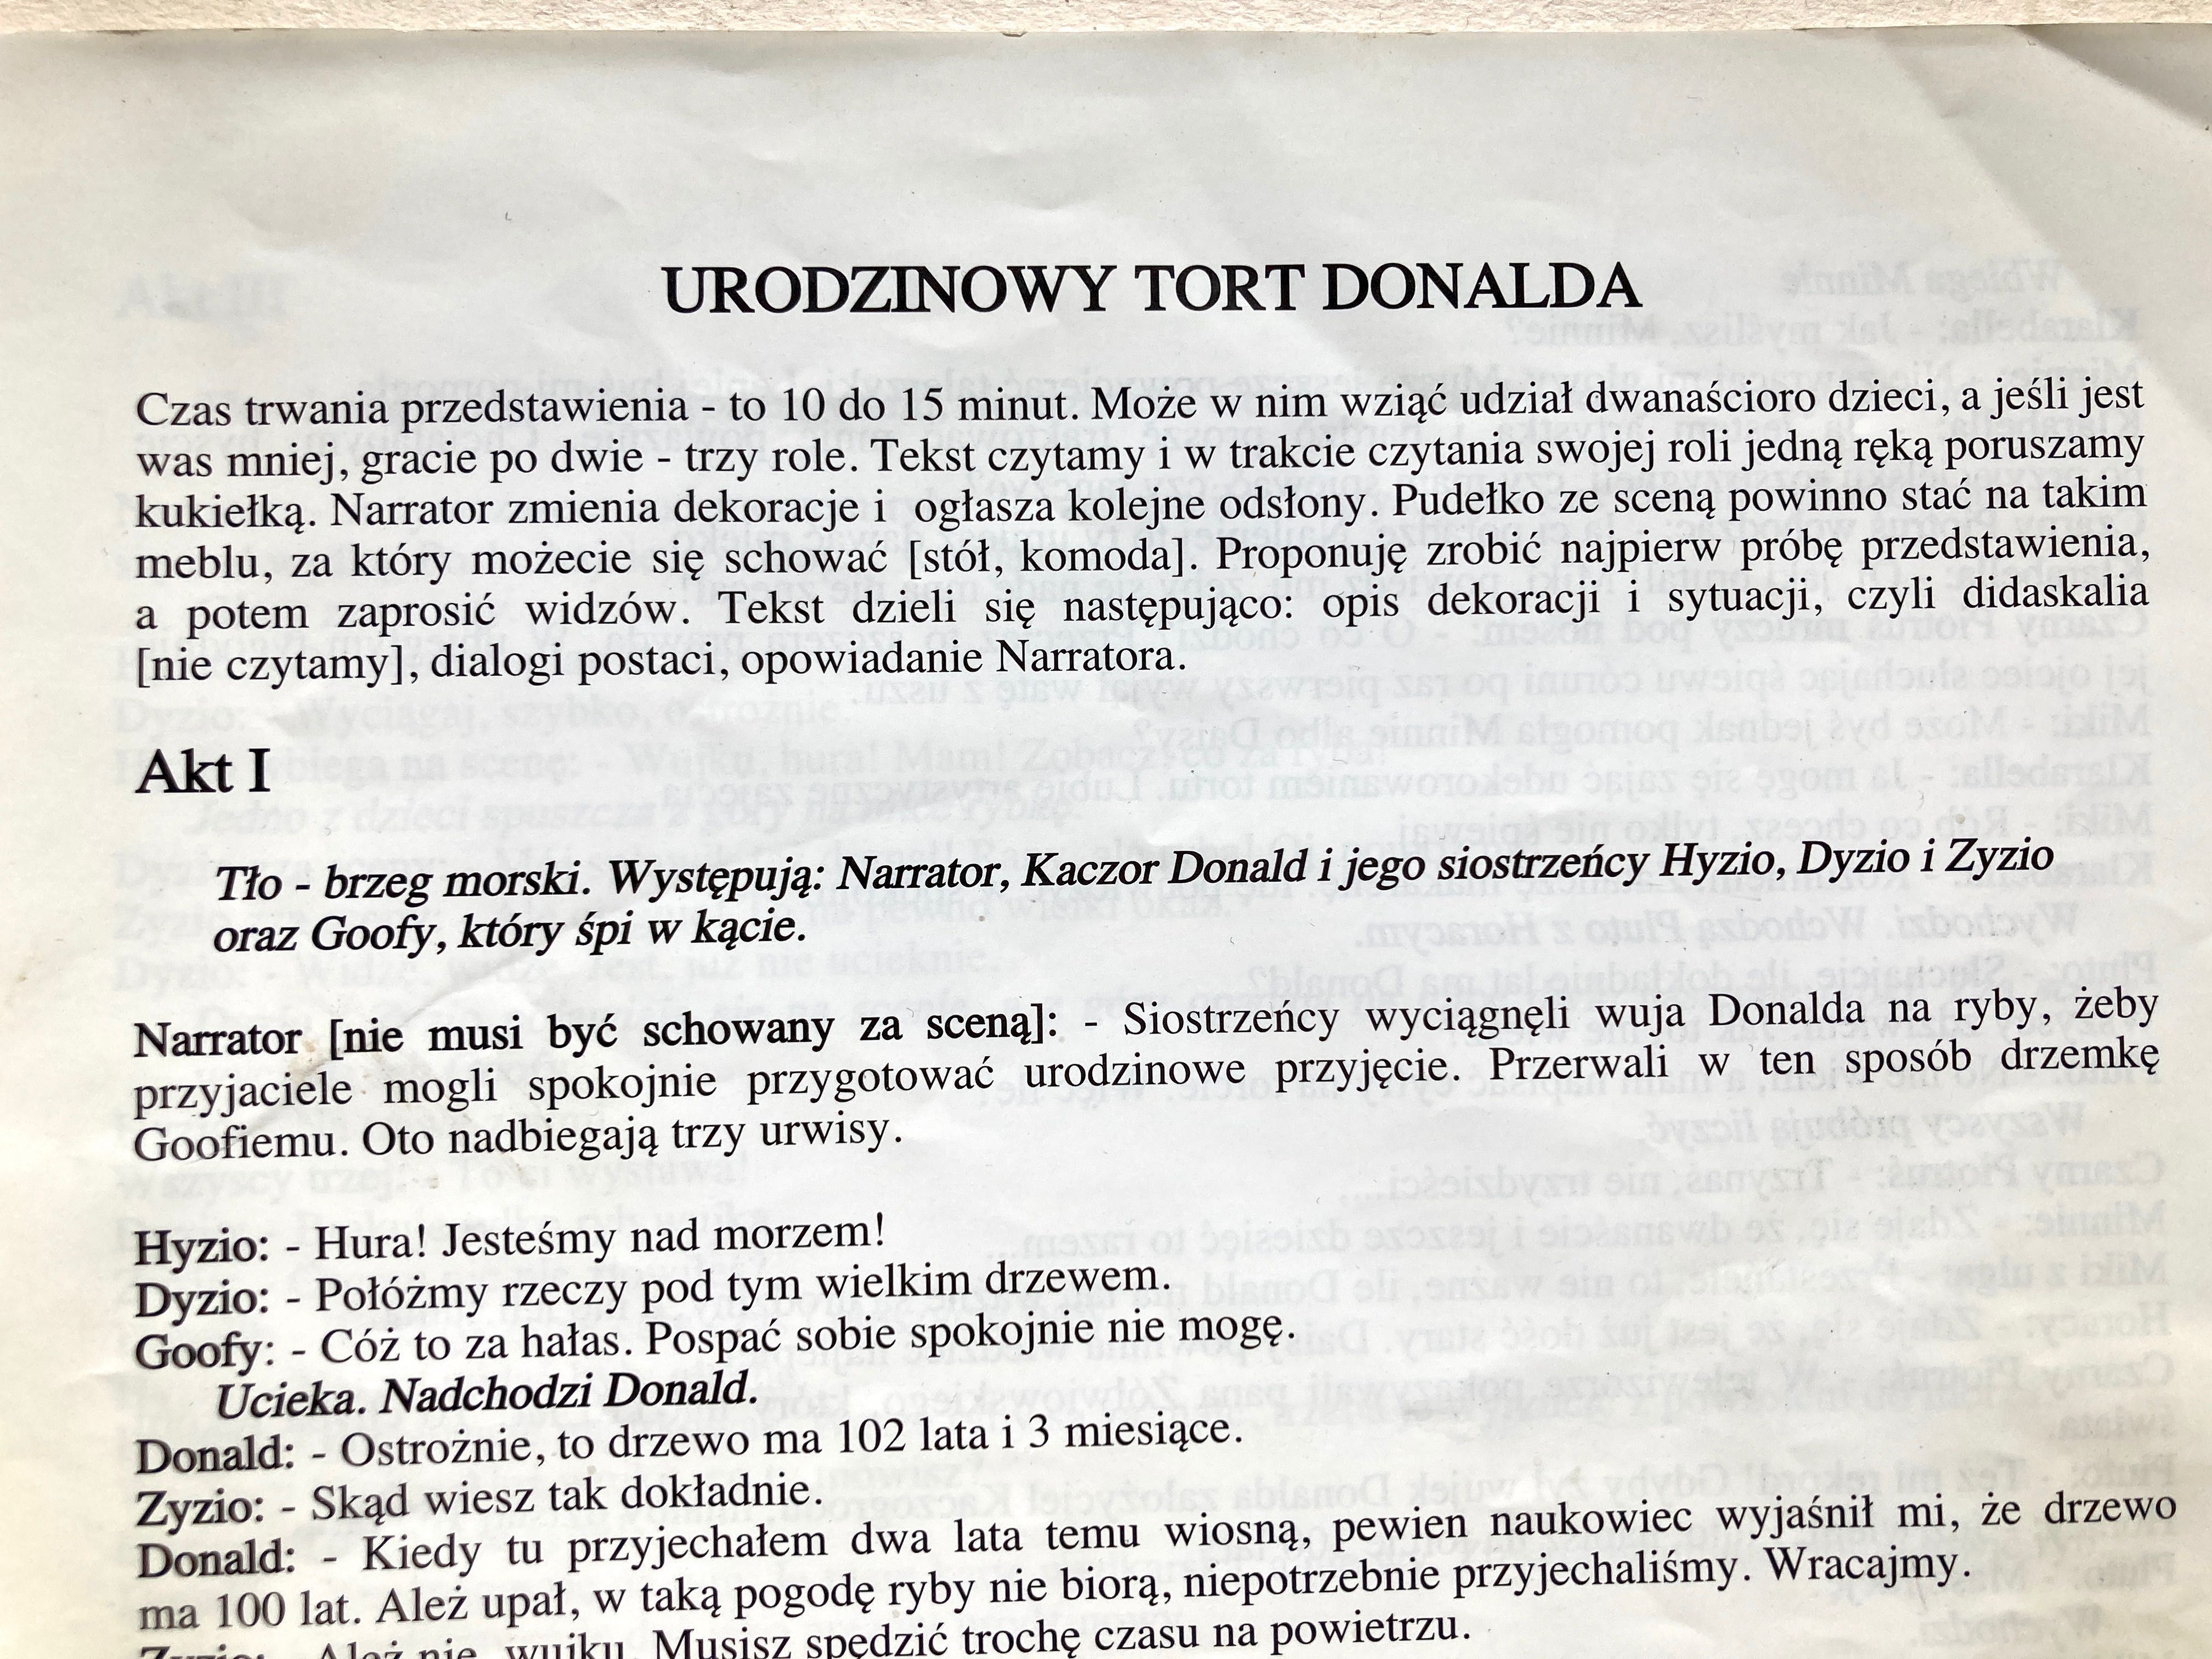 URODZINOWY TORT DONALDA
Czas trwania przedstawienia - to 10 do 15 minut. Może w nim wziąć udział dwanaścioro dzieci, a jeśli jest
was mniej, gracie po dwie - trzy role. Tekst czytamy i w trakcie czytania swojej roli jedną ręką poruszamy
kukiełką. Narrator zmienia dekoracje i ogłasza kolejne odsłony. Pudełko ze sceną powinno stać na takim
meblu, za który możecie się schować [stół, komoda]. Proponuję zrobić najpierw próbę przedstawienia,
a potem zaprosić widzów. Tekst dzieli się następująco: opis dekoracji i sytuacji, czyli didaskalia
[nie czytamy], dialogi postaci, opowiadanie Narratora.
Akt I
Tło - brzeg morski. Występują: Narrator, Kaczor Donald i jego siostrzeńcy Hyzio, Dyzio i Zyzio
oraz Goofy, który śpi w kącie.
Narrator [nie musi być schowany za sceną]: - Siostrzeńcy wyciągnęli wuja Donalda na ryby, żeby
przyjaciele mogli spokojnie przygotować urodzinowe przyjęcie. Przerwali w ten sposób drzemkę
Goofiemu. Oto nadbiegają trzy urwisy.
Hyzio: - Hura! Jesteśmy nad morzem!
Dyzio: - Połóżmy rzeczy pod tym wielkim drzewem.
Goofy: - Cóż to za hałas. Pospać sobie spokojnie nie mogę.
Ucieka. Nadchodzi Donald.
Donald: - Ostrożnie, to drzewo ma 102 lata i 3 miesiące.
Zyzio: - Skąd wiesz tak dokładnie.
Donald: - Kiedy tu przyjechałem dwa lata temu wiosną, pewien naukowiec wyjaśnił mi, że drzewo
ma 100 lat. Ależ upał, w taką pogodę ryby nie biorą, niepotrzebnie przyjechaliśmy. Wracajmy.
Zyzio: - Ależ nie, wujku. Musisz spędzić trochę czasu na powietrzu.